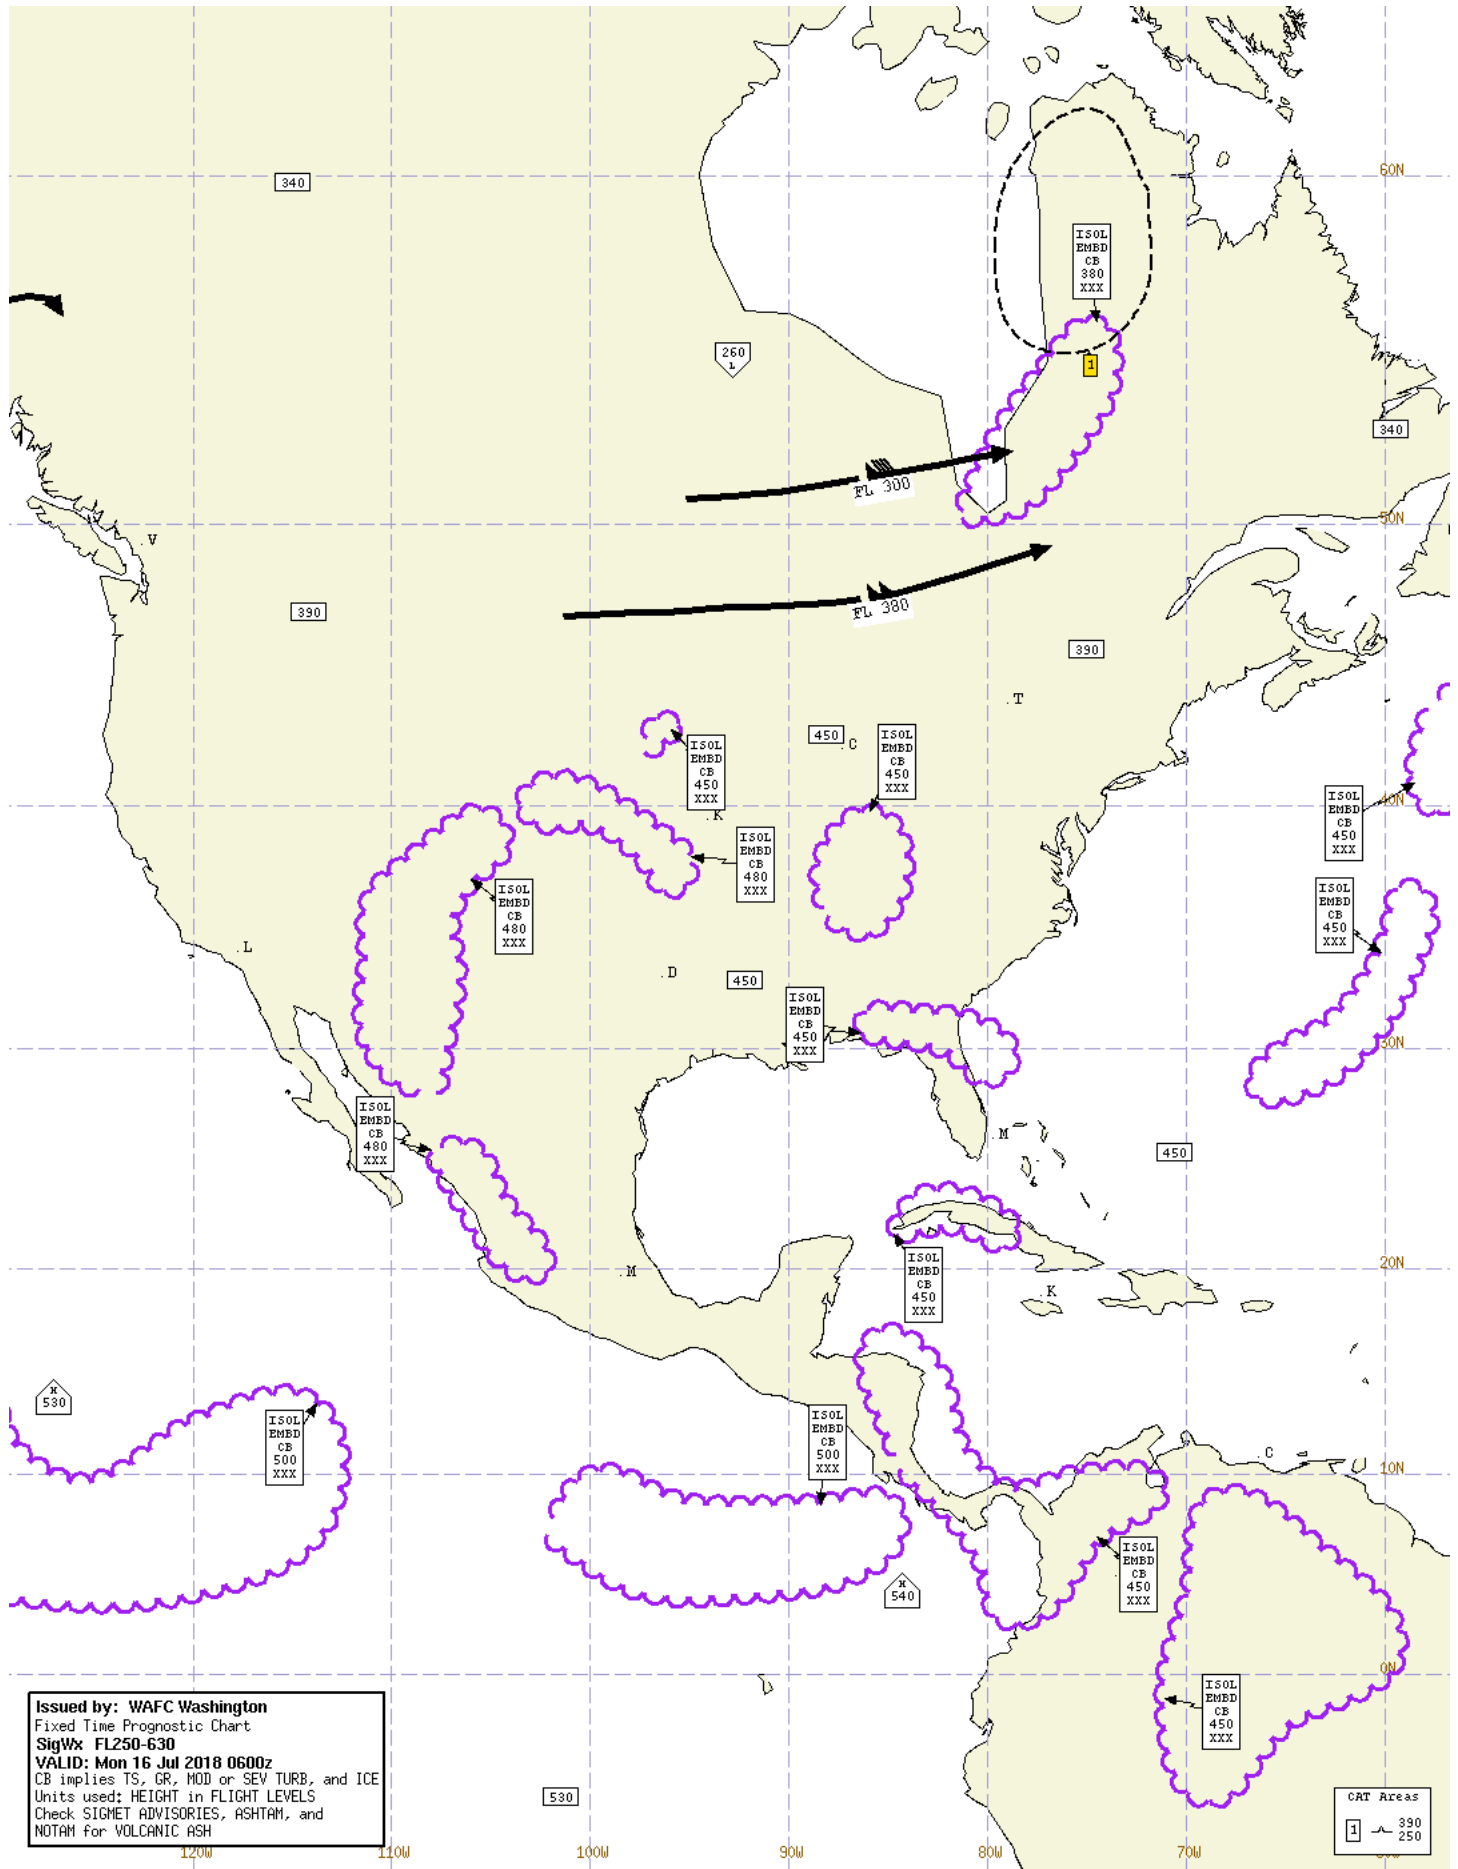 60N
340
ISOL
EMBD
CB
380
XXX
260
L
1
340
FL 300
50N
V
FL 380
390
390
T
450
C
ISOL
EMBD
CB
450
XXX
ISOL
EMBD
CB
450
XXX
40N
ISOL
EMBD
CB
450
XXX
K
ISOL
EMBD
CB
480
XXX
ISOL
EMBD
CB
480
XXX
ISOL
EMBD
CB
450
XXX
L
D
450
ISOL
EMBD
CB
450
XXX
30N
ISOL
EMBD
CB
480
XXX
M
450
ISOL
EMBD
CB
450
XXX
20N
M
K
H
530
ISOL
EMBD
CB
500
XXX
ISOL
EMBD
CB
500
XXX
C
10N
ISOL
EMBD
CB
450
XXX
H
540
0N
ISOL
EMBD
CB
450
XXX
Issued by: WAFC Washington
Fixed Time Prognostic Chart
SigWx FL250-630
VALID: Mon 16 Jul 2018 0600z
CB implies TS, GR, MOD or SEV TURB, and ICE
Units used: HEIGHT in FLIGHT LEVELS
Check SIGMET ADVISORIES, ASHTAM, and
NOTAM for VOLCANIC ASH
530
CAT Areas
1 390
250
120W 110W 100W 90W 80W 70W